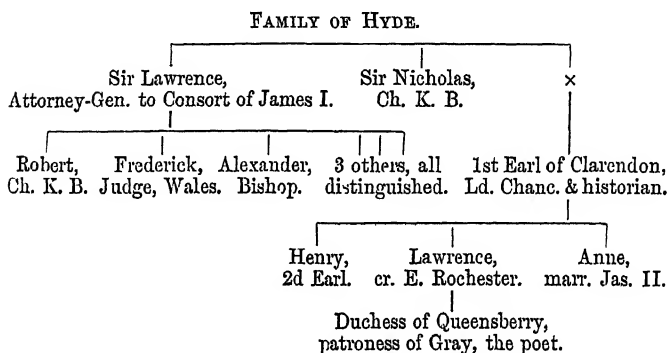 FAMILY OF HYDE.
Sir Lawrence, Sir Nicholas, ×
Attorney-Gen. to Consort of James I. Ch. K. B.
Robert, Frederick, Alexander, 3 others, all 1st Earl of Clarendon,
Ch. K. B. Judge, Wales. Bishop. distinguished. Ld. Chanc. & historian.
Henry, Lawrence, Anne,
2d Earl. cr. E. Rochester. marr. Jas. II.
Duchess of Queensberry,
patroness of Gray, the poet.